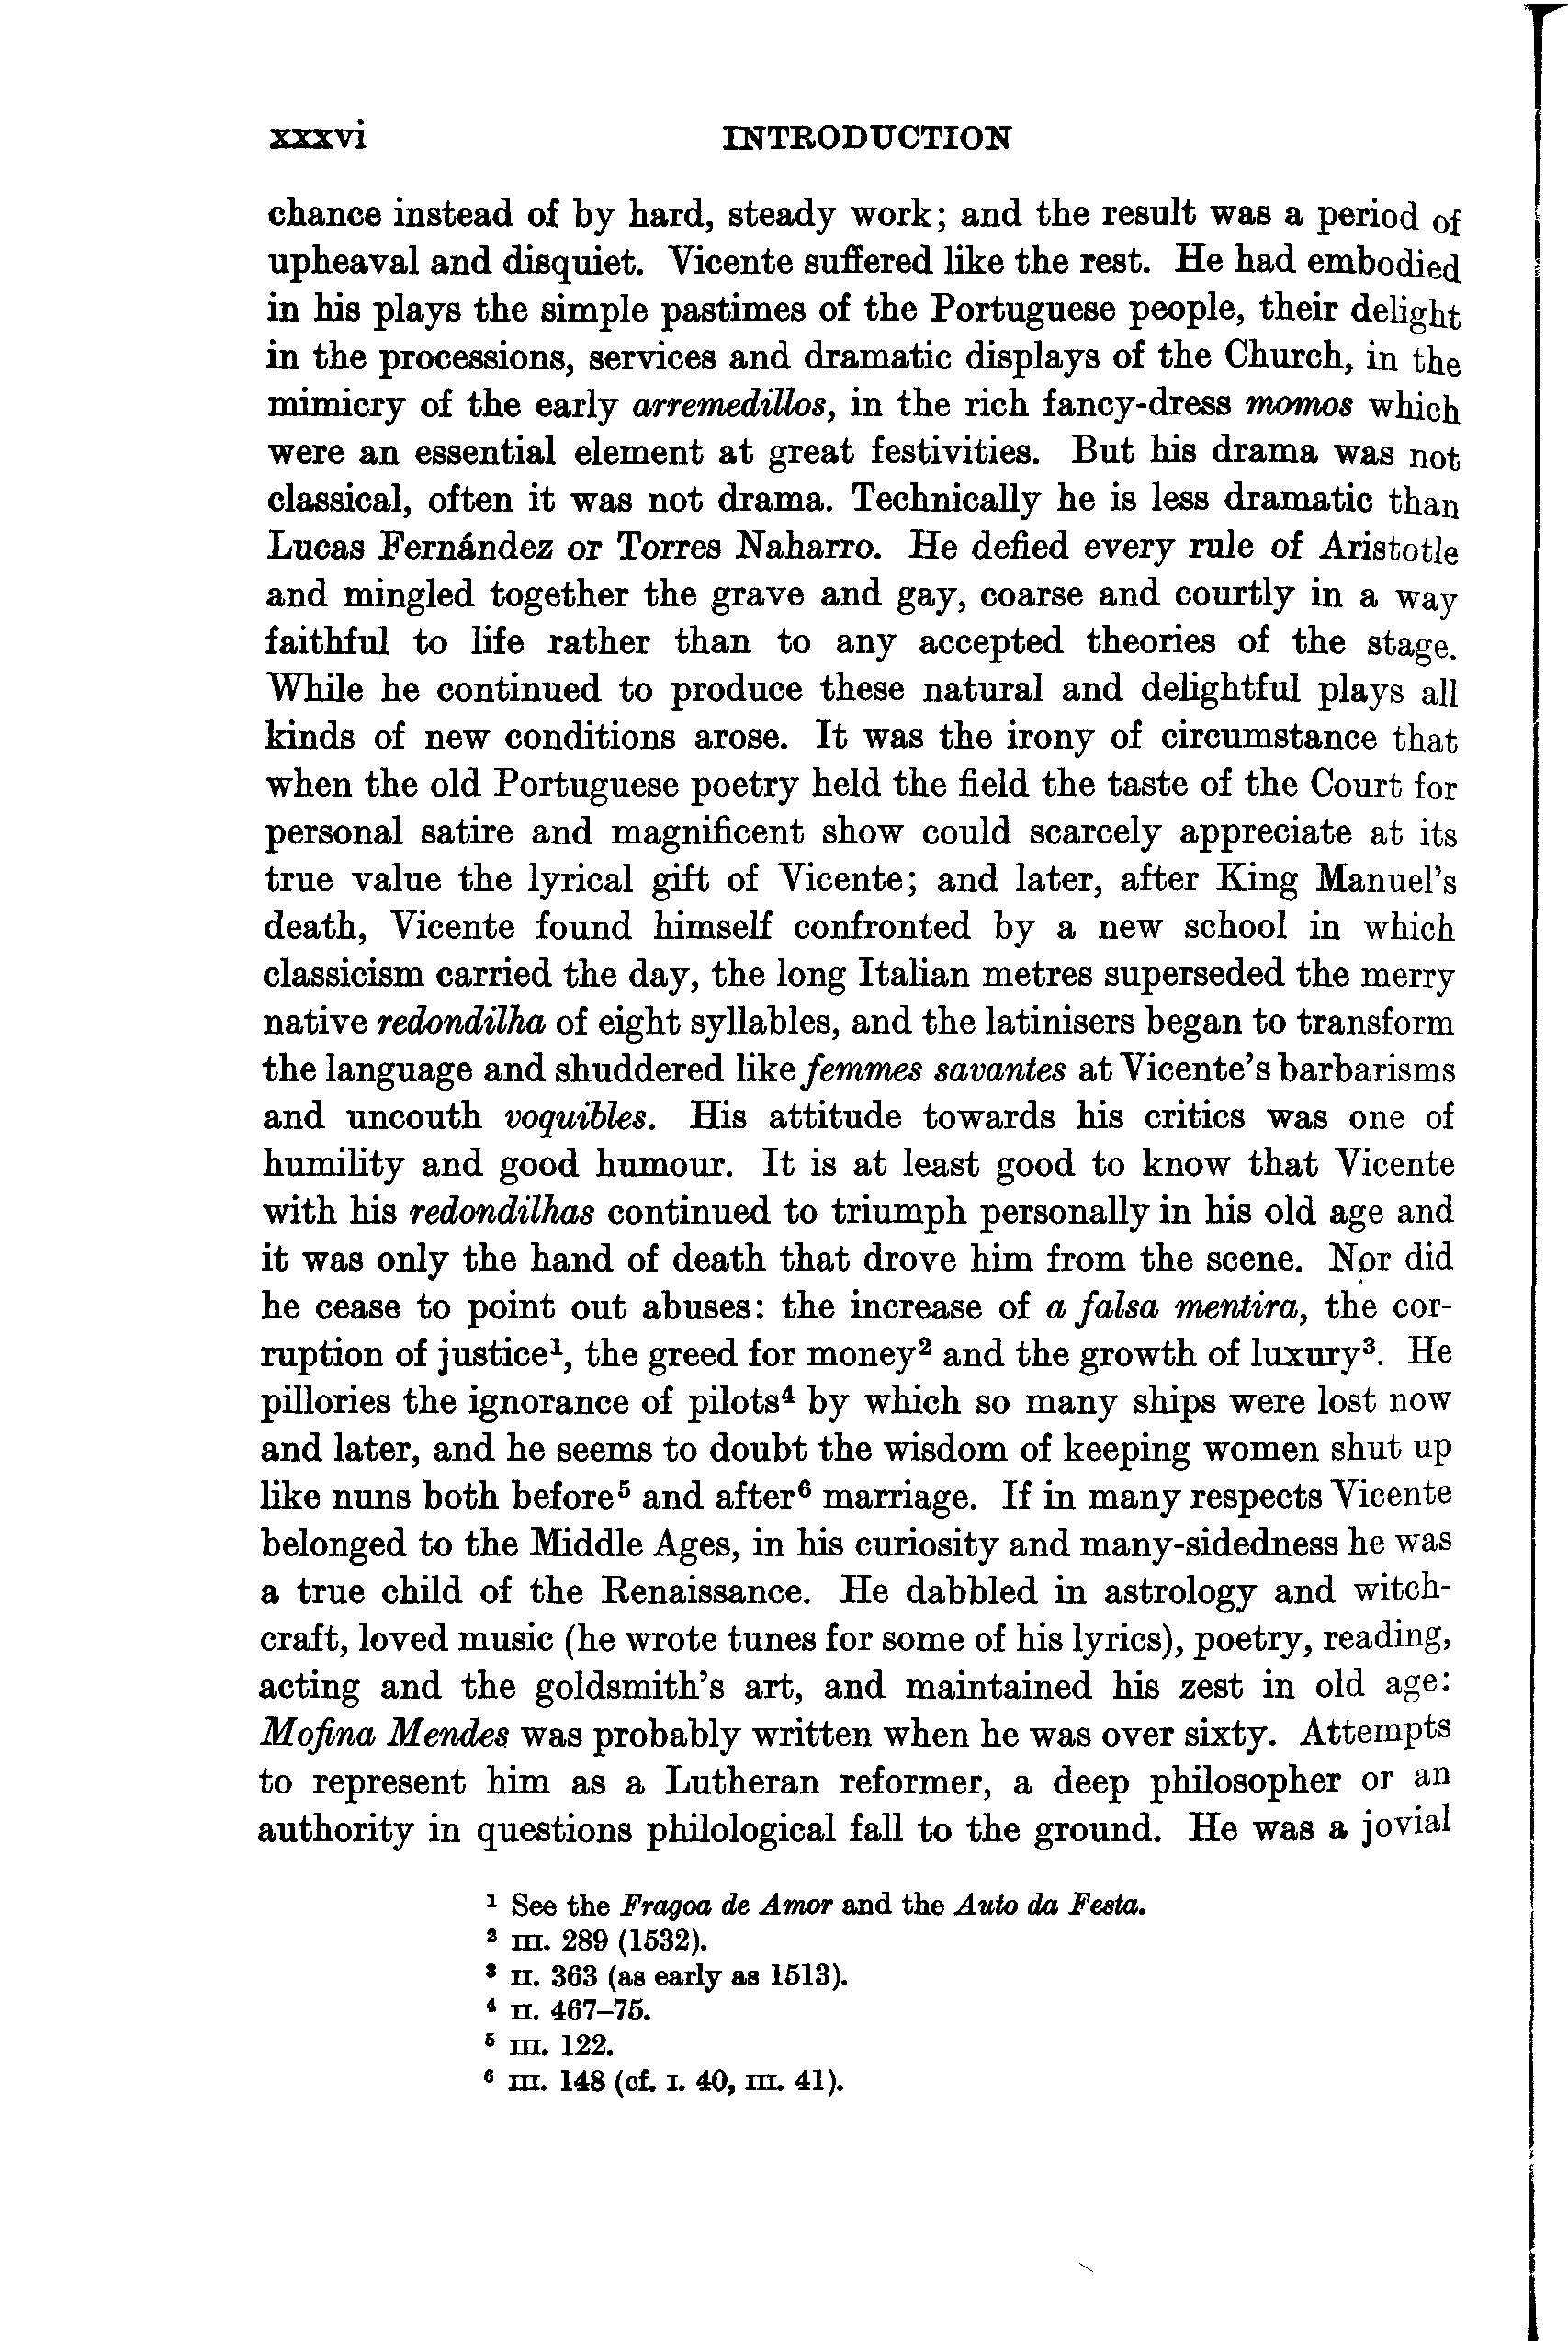 xxxvi INTRODUCTION
chance instead of by hard, steady work; and the result was a period of
upheaval and disquiet. Vicente suffered like the rest. He had embodied
in his plays the simple pastimes of the Portuguese people, their delight
in the processions, services and dramatic displays of the Church, in the
mimicry of the early arremedillos, in the rich fancy-dress momos which
were an essential element at great festivities. But his drama was not
classical, often it was not drama. Technically he is less dramatic than
Lucas Fernández or Torres Naharro. He defied every rule of Aristotle
and mingled together the grave and gay, coarse and courtly in a way
faithful to life rather than to any accepted theories of the stage.
While he continued to produce these natural and delightful plays all
kinds of new conditions arose. It was the irony of circumstance that
when the old Portuguese poetry held the field the taste of the Court for
personal satire and magnificent show could scarcely appreciate at its
true value the lyrical gift of Vicente; and later, after King Manuel's
death, Vicente found himself confronted by a new school in which
classicism carried the day, the long Italian metres superseded the merry
native redondilha of eight syllables, and the latinisers began to transform
the language and shuddered like femmes savantes at Vicente's barbarisms
and uncouth voquibles. His attitude towards his critics was one of
humility and good humour. It is at least good to know that Vicente
with his redondilhas continued to triumph personally in his old age and
it was only the hand of death that drove him from the scene. Nor did
he cease to point out abuses: the increase of a falsa mentira, the cor-
ruption of justice¹, the greed for money² and the growth of luxury³. He
pillories the ignorance of pilots⁴ by which so many ships were lost now
and later, and he seems to doubt the wisdom of keeping women shut up
like nuns both before⁵ and after⁶ marriage. If in many respects Vicente
belonged to the Middle Ages, in his curiosity and many-sidedness he was
a true child of the Renaissance. He dabbled in astrology and witch-
craft, loved music (he wrote tunes for some of his lyrics), poetry, reading,
acting and the goldsmith's art, and maintained his zest in old age:
Mofina Mendes was probably written when he was over sixty. Attempts
to represent him as a Lutheran reformer, a deep philosopher or an
authority in questions philological fall to the ground. He was a jovial
¹ See the Fragoa de Amor and the Auto da Festa.
² III. 289 (1532).
³ II. 363 (as early as 1513).
⁴ II. 467–75.
⁵ III. 122.
⁶ III. 148 (cf. I. 40, III. 41).